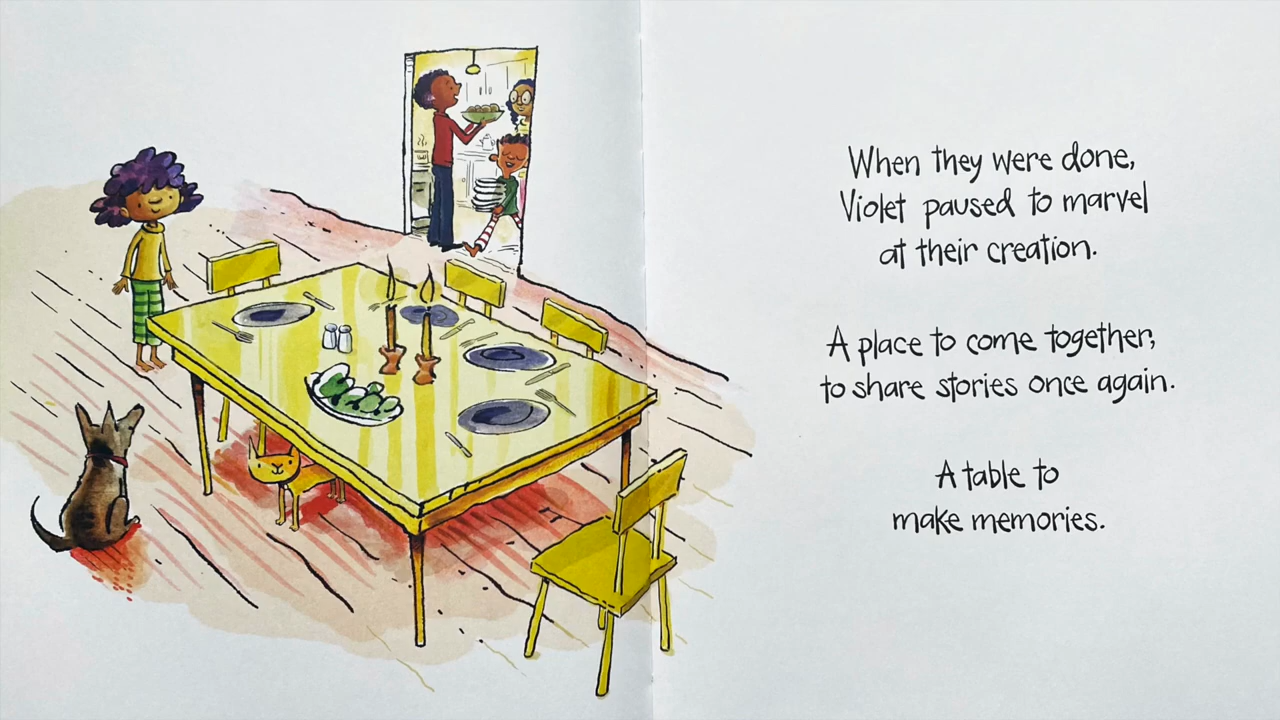 When they were done,
Violet paused to marvel
at their creation.
A place to come together,
to share stories once again.
A table to
make memories.